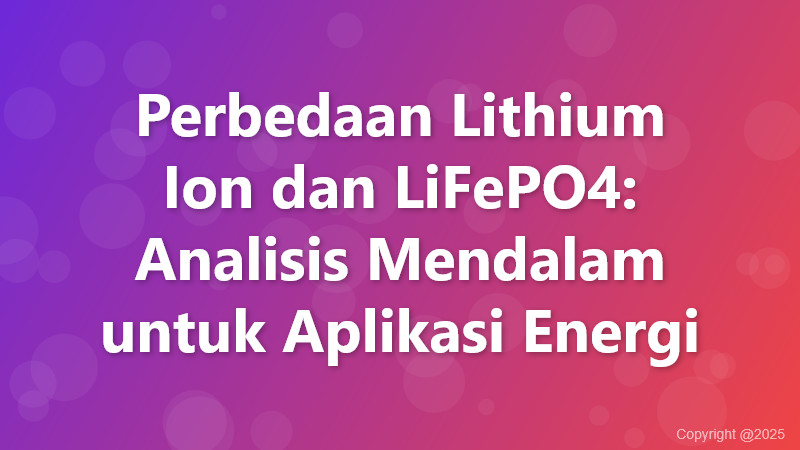 Perbedaan Lithium
Ion dan LiFePO4:
Analisis Mendalam
untuk Aplikasi Energi
Copyright @2025